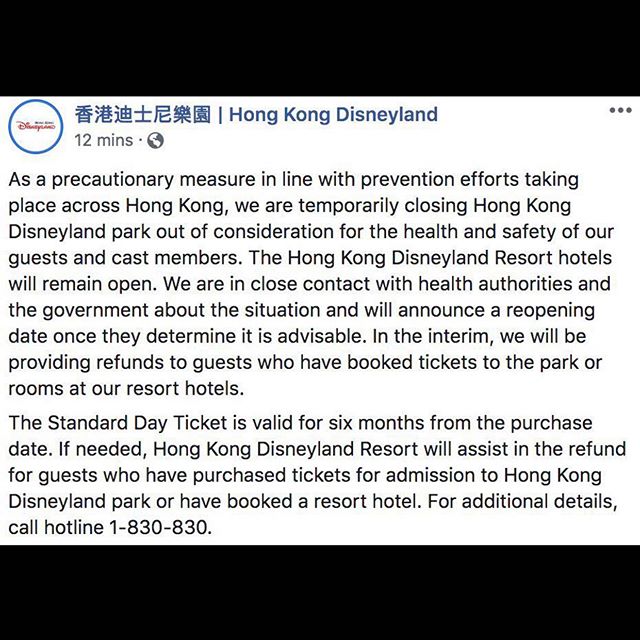 香港迪士尼樂園 | Hong Kong Disneyland
12 mins ·
As a precautionary measure in line with prevention efforts taking
place across Hong Kong, we are temporarily closing Hong Kong
Disneyland park out of consideration for the health and safety of our
guests and cast members. The Hong Kong Disneyland Resort hotels
will remain open. We are in close contact with health authorities and
the government about the situation and will announce a reopening
date once they determine it is advisable. In the interim, we will be
providing refunds to guests who have booked tickets to the park or
rooms at our resort hotels.
The Standard Day Ticket is valid for six months from the purchase
date. If needed, Hong Kong Disneyland Resort will assist in the refund
for guests who have purchased tickets for admission to Hong Kong
Disneyland park or have booked a resort hotel. For additional details,
call hotline 1-830-830.